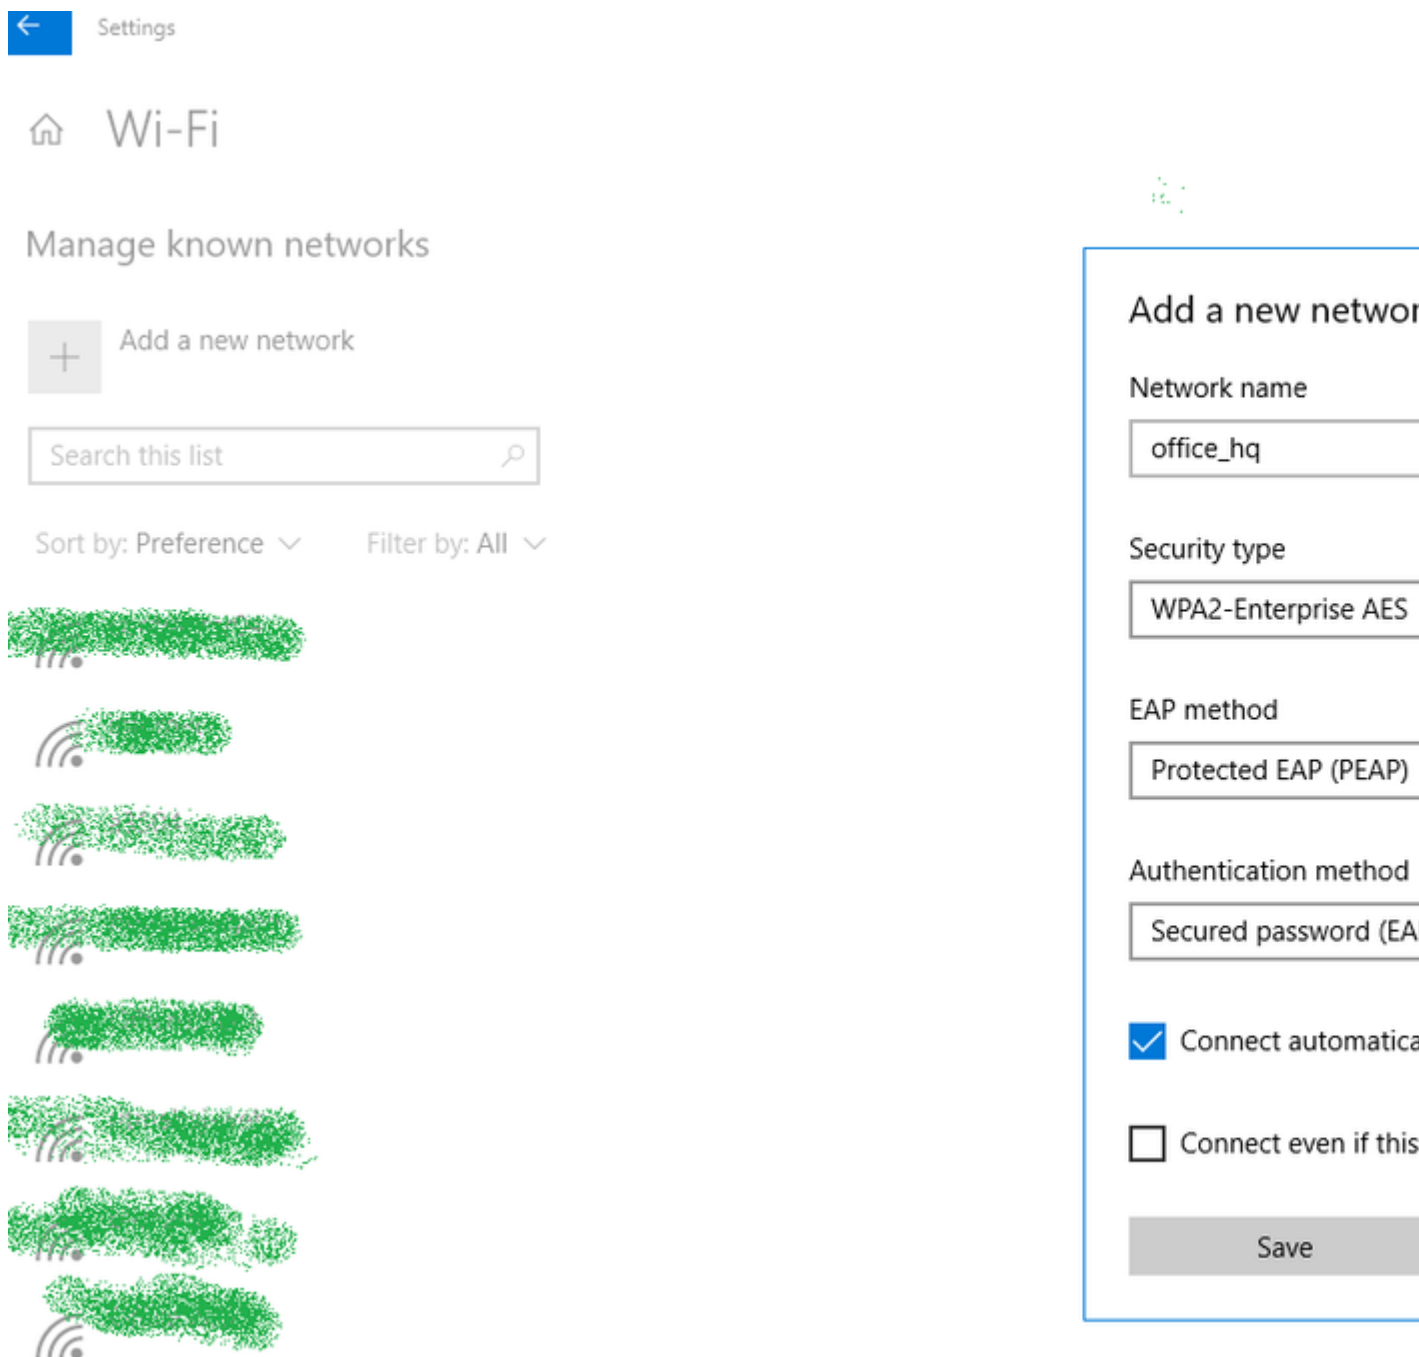 Settings
Wi-Fi
Manage known networks
Add a new network
Search this list
Sort by: Preference Filter by: All
Add a new networ
Network name
office_hq
Security type
WPA2-Enterprise AES
EAP method
Protected EAP (PEAP)
Authentication method
Secured password (EA
Connect automatica
Connect even if this
Save